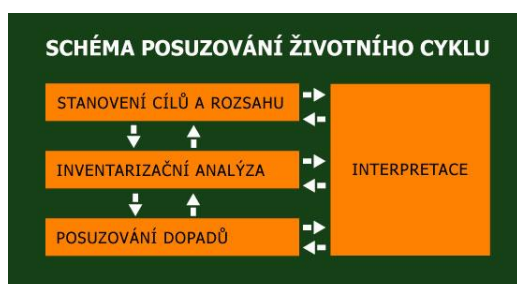 SCHÉMA POSUZOVÁNÍ ŽIVOTNÍHO CYKLU
STANOVENÍ CÍLŮ A ROZSAHU
INVENTARIZAČNÍ ANALÝZA
INTERPRETACE
POSUZOVÁNÍ DOPADŮ